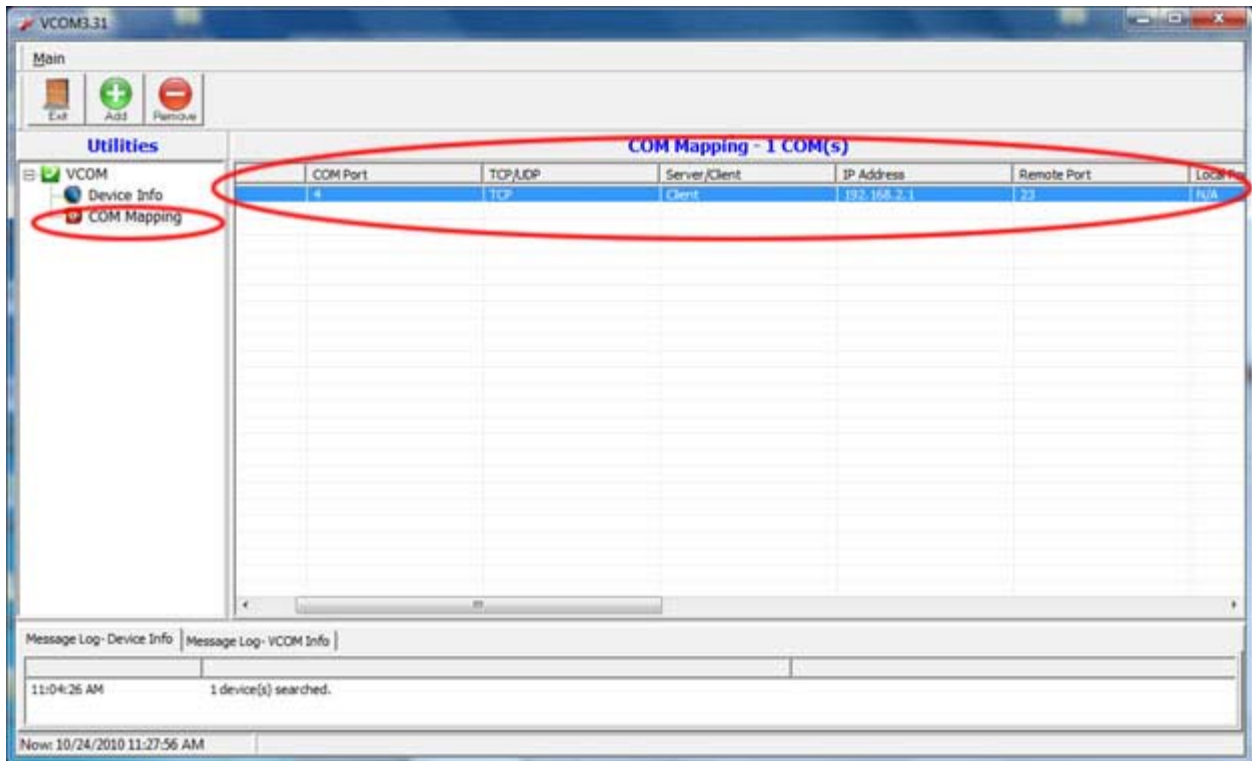 VCOM3.31
Main
Exit Add Remove
Utilities
COM Mapping - 1 COM(s)
VCOM
Device Info
COM Mapping
COM Port TCP/UDP Server/Client IP Address Remote Port Local
4 TCP Client 192.168.2.1 23 N/A
Message Log- Device Info Message Log- VCOM Info
11:04:26 AM 1 device(s) searched.
Now: 10/24/2010 11:27:56 AM